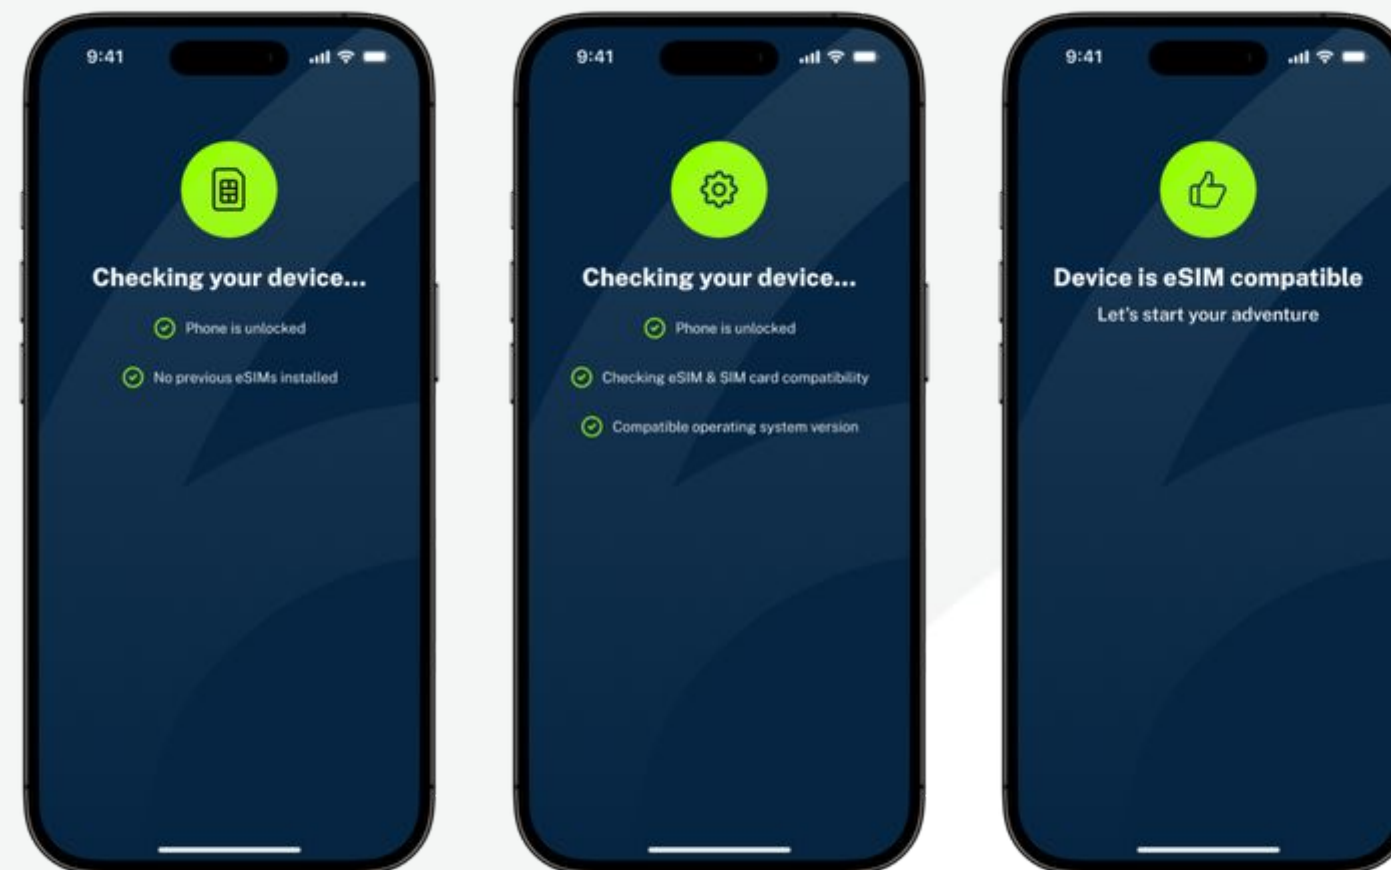 9:41
Checking your device...
Phone is unlocked
No previous eSIMs installed
9:41
Checking your device...
Phone is unlocked
Checking eSIM & SIM card compatibility
Compatible operating system version
9:41
Device is eSIM compatible
Let's start your adventure